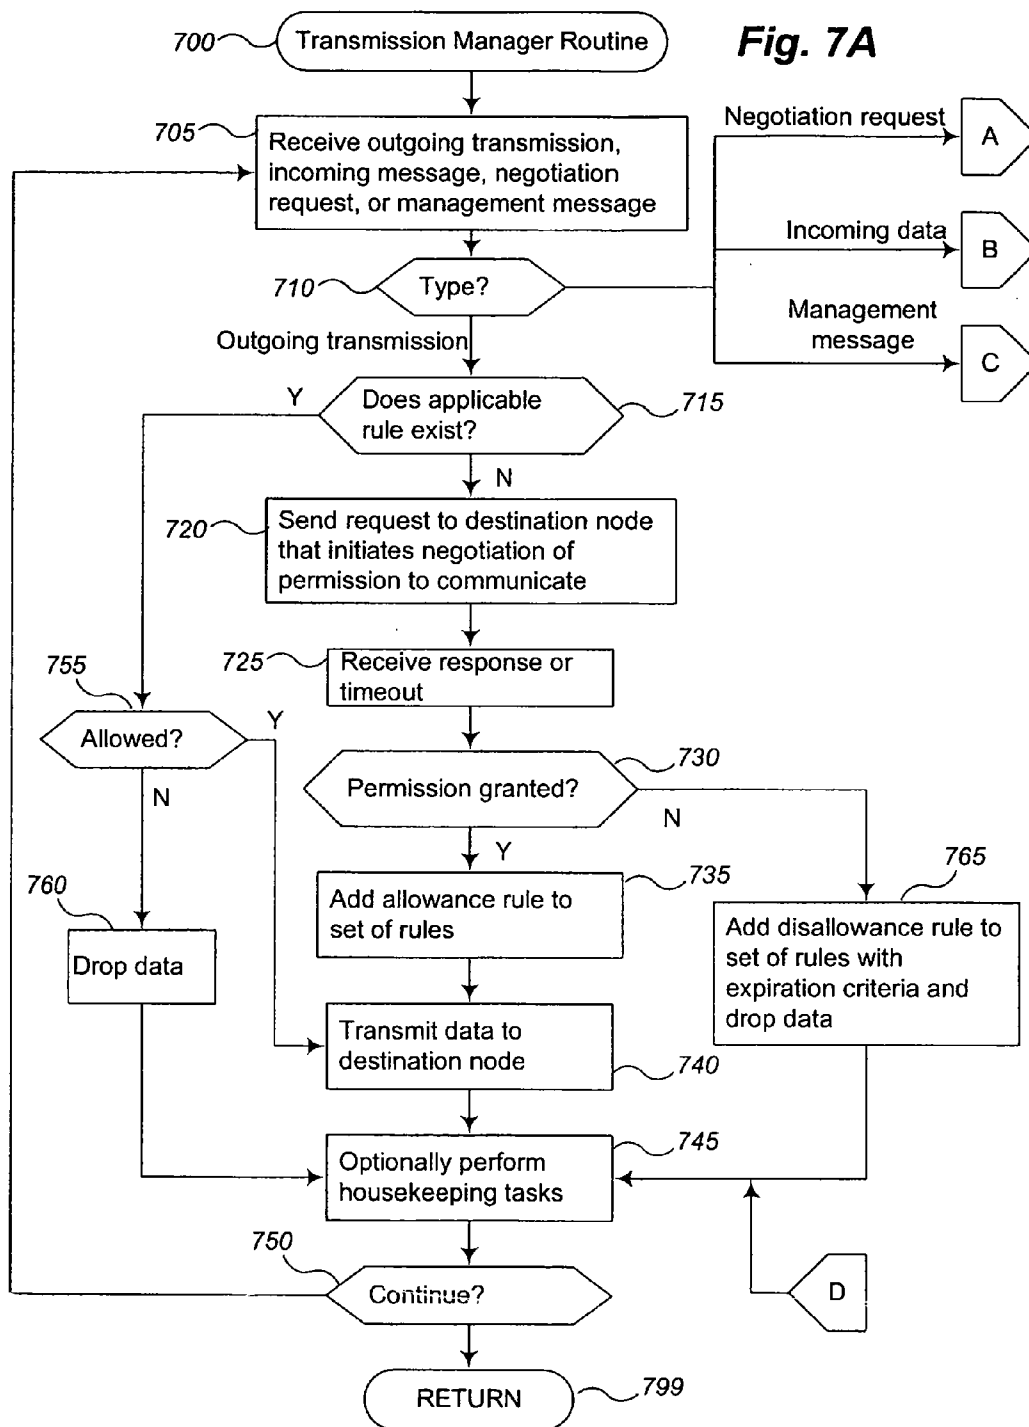 Fig. 7A
700
Transmission Manager Routine
705
Receive outgoing transmission,
incoming message, negotiation
request, or management message
Negotiation request
A
Incoming data
B
Management
message
C
710
Type?
Outgoing transmission
Y
Does applicable
rule exist?
715
N
720
Send request to destination node
that initiates negotiation of
permission to communicate
725
Receive response or
timeout
755
Allowed?
Y
N
730
Permission granted?
N
Y
735
Add allowance rule to
set of rules
765
Add disallowance rule to
set of rules with
expiration criteria and
drop data
760
Drop data
Transmit data to
destination node
740
745
Optionally perform
housekeeping tasks
750
Continue?
D
RETURN
799